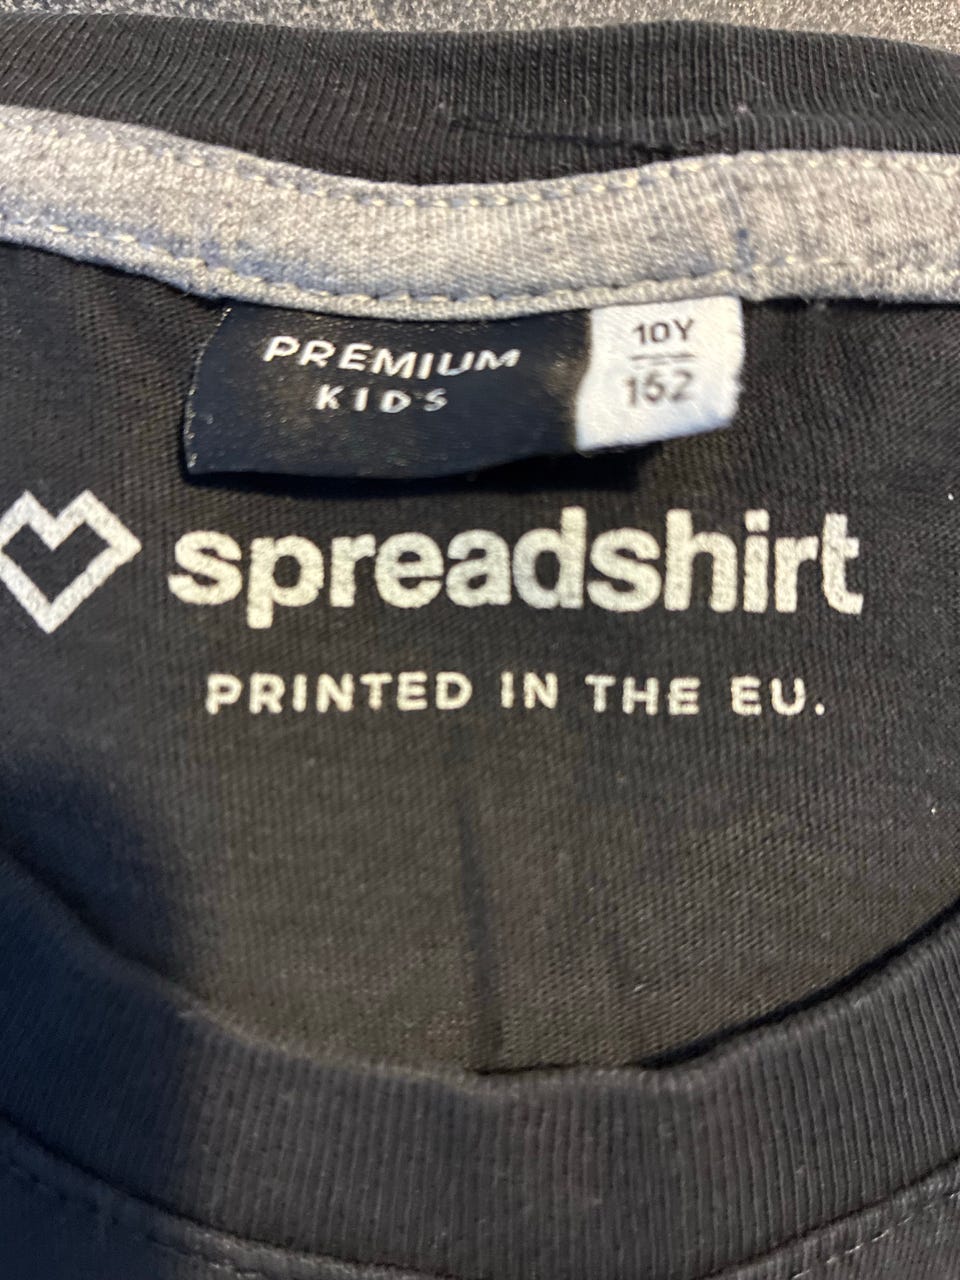 PREMIUM
KIDS
10Y
152
spreadshirt
PRINTED IN THE EU.